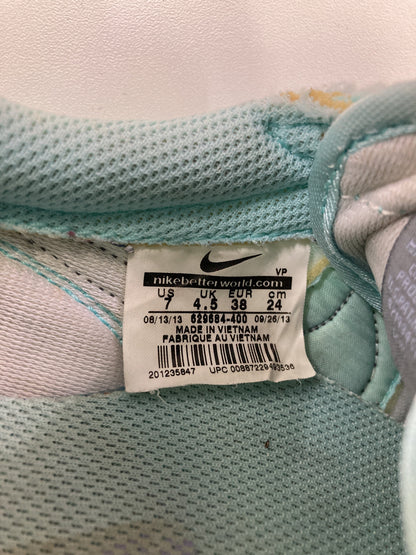 VP
nikebetterworld.com
US UK EUR cm
7 4.5 38 24
08/13/13 629684-400 09/26/13
MADE IN VIETNAM
FABRIQUÉ AU VIETNAM
201235847 UPC 00887229493536